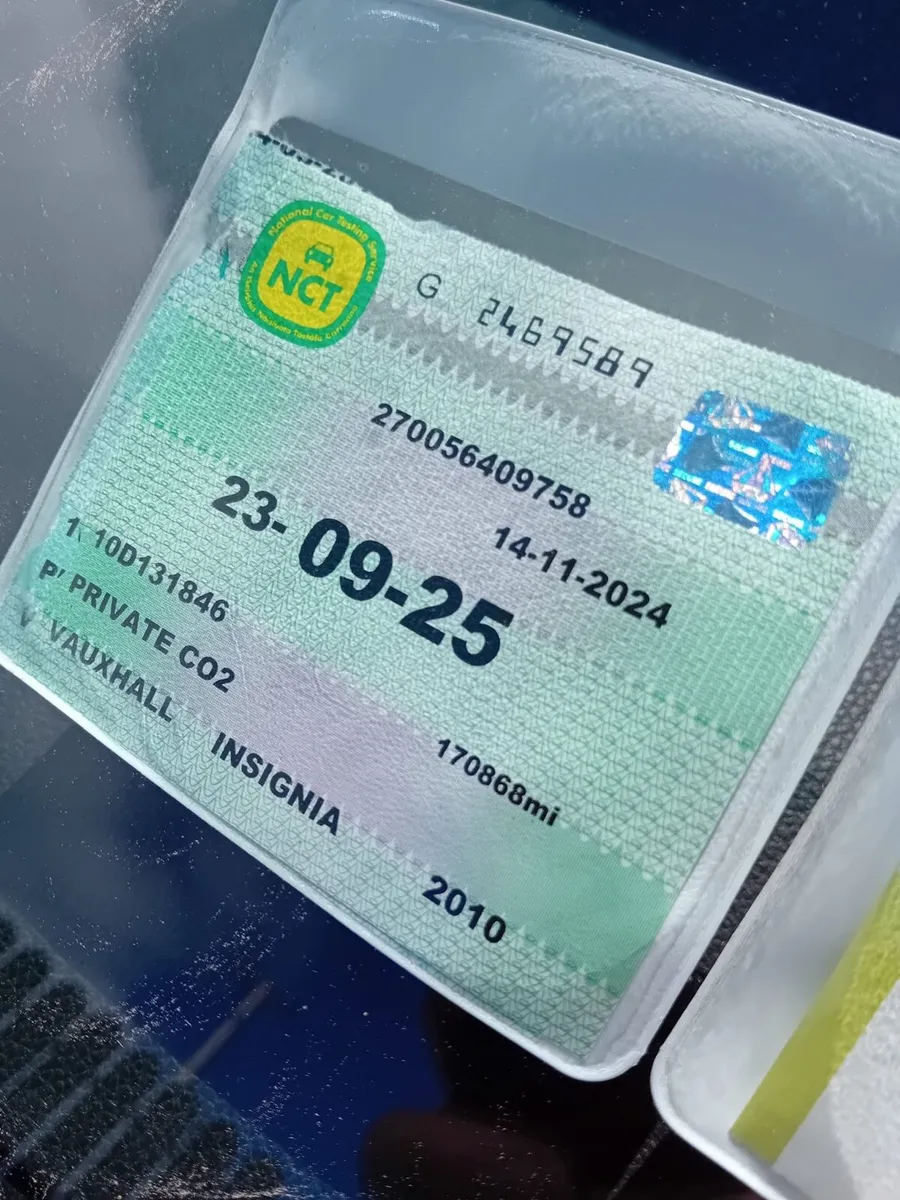 National Car Testing Service
NCT
G 2469589
270056409758
14-11-2024
23-09-25
10D131846
PRIVATE CO2
VAUXHALL
INSIGNIA
170868mi
2010